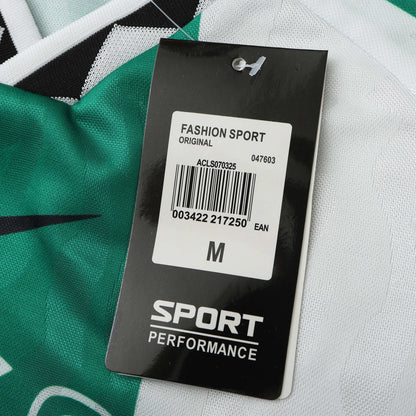 FASHION SPORT
ORIGINAL 047603
ACLS070325
003422 217250 EAN
M
SPORT
PERFORMANCE